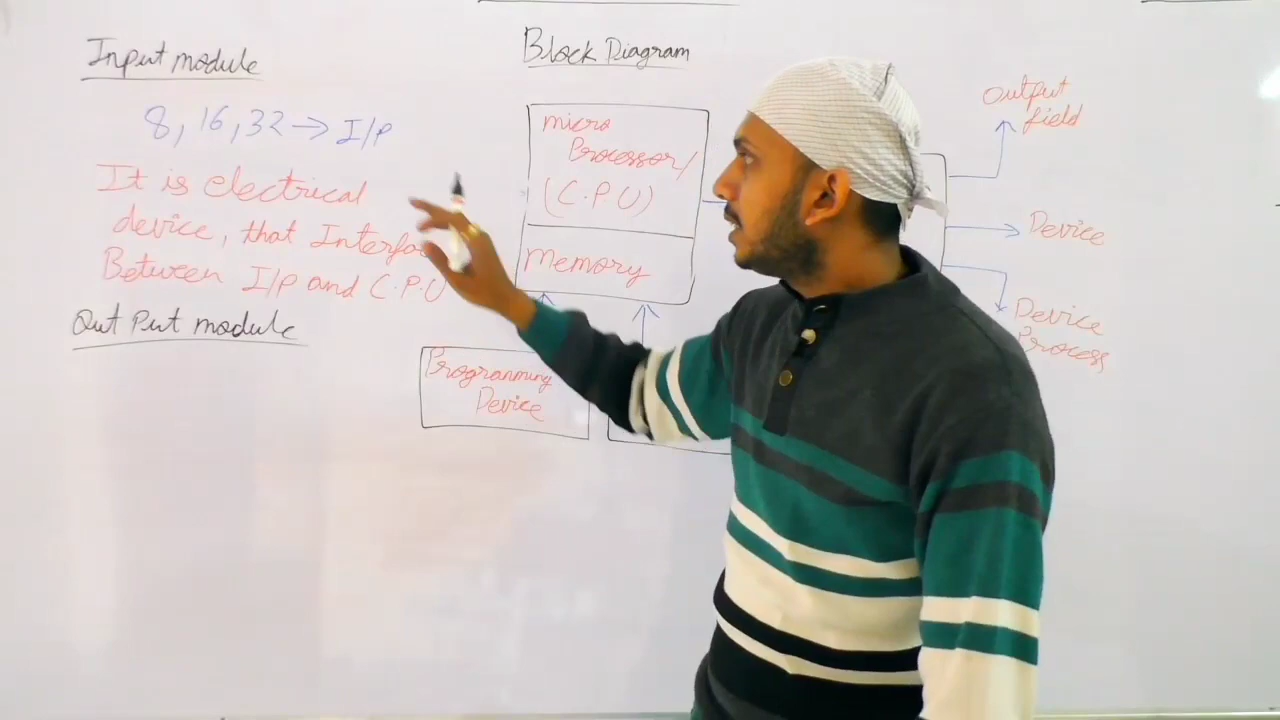 Input module
8, 16, 32 → I/P
It is electrical
device, that
Between I/P and C.P.U
Out Put module
Block Diagram
micro
Processor/
(C.P.U)
Memory
Programming
Device
Output
field
Device
Device
Process